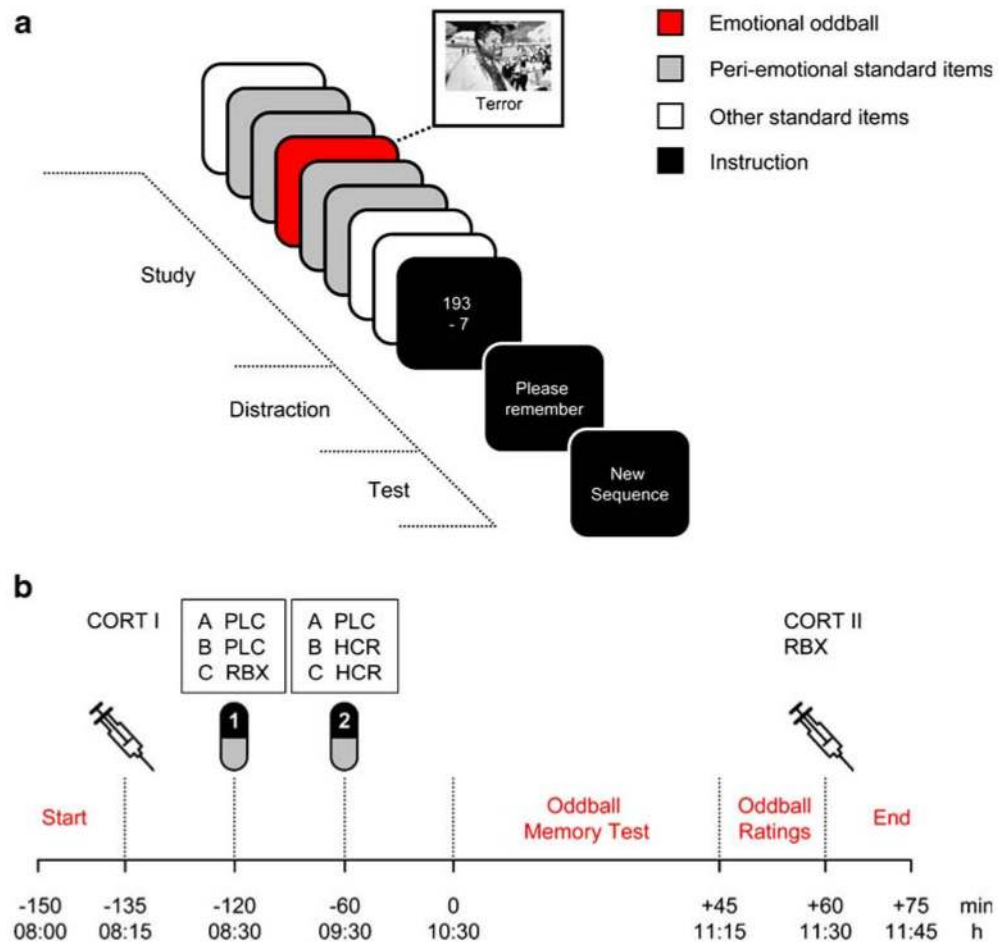 a
Terror
Emotional oddball
Peri-emotional standard items
Other standard items
Instruction
Study
Distraction
Test
193
- 7
Please
remember
New
Sequence
b
CORT I
A PLC
B PLC
C RBX
A PLC
B HCR
C HCR
CORT II
RBX
1
2
Start
Oddball
Memory Test
Oddball
Ratings
End
-150 -135 -120 -60 0 +45 +60 +75 min
08:00 08:15 08:30 09:30 10:30 11:15 11:30 11:45 h